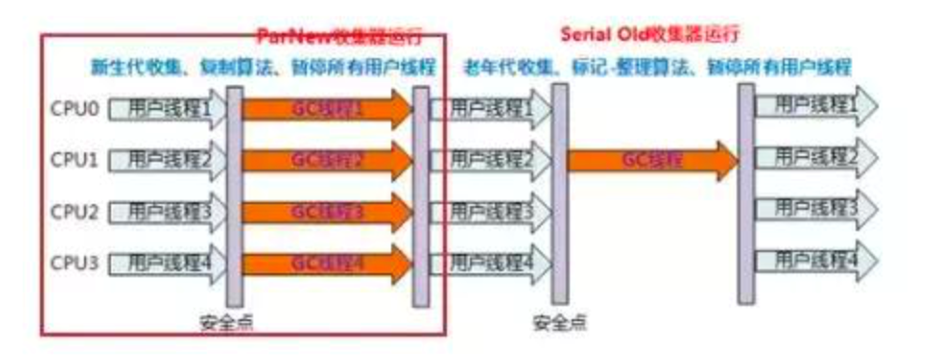 ParNew收集器运行
Serial Old收集器运行
新生代收集、复制算法、暂停所有用户线程
老年代收集、标记-整理算法、暂停所有用户线程
CPU0 用户线程1 GC线程1 用户线程1 用户线程1
CPU1 用户线程2 GC线程2 用户线程2 GC线程 用户线程2
CPU2 用户线程3 GC线程3 用户线程3 用户线程3
CPU3 用户线程4 GC线程4 用户线程4 用户线程4
安全点
安全点